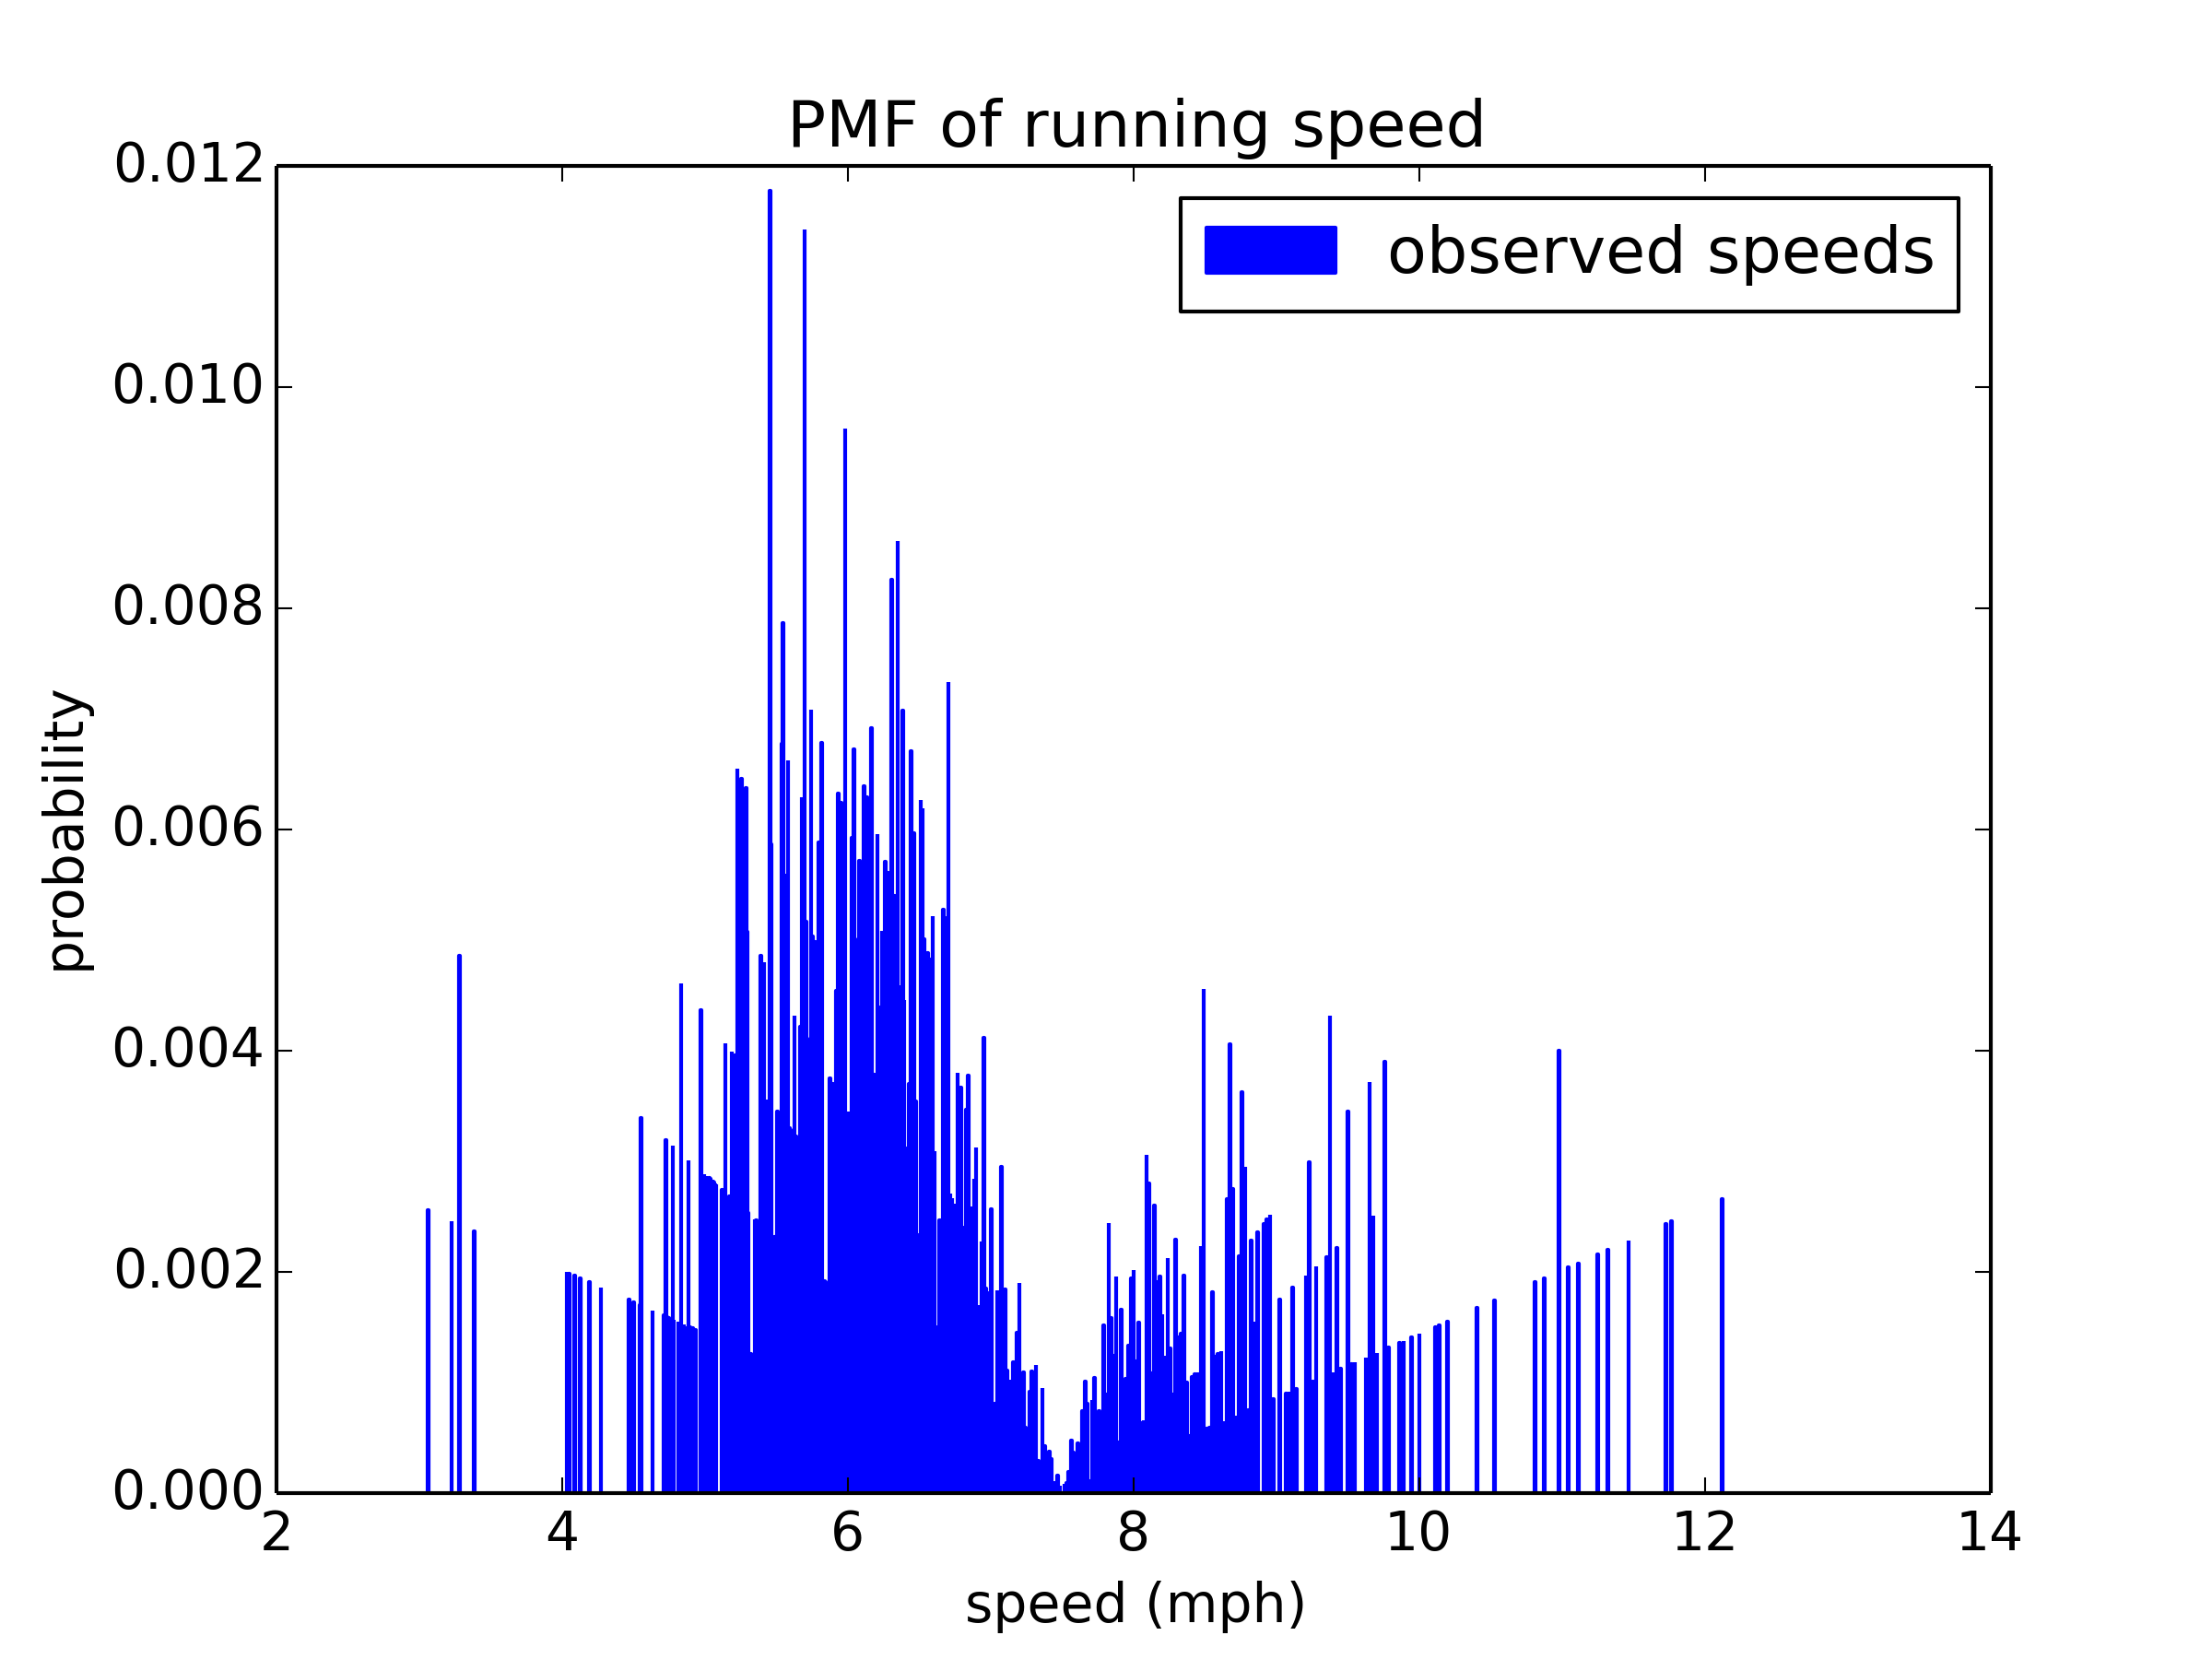 PMF of running speed
0.012
0.010
0.008
0.006
0.004
0.002
0.000
probability
observed speeds
2 4 6 8 10 12 14
speed (mph)